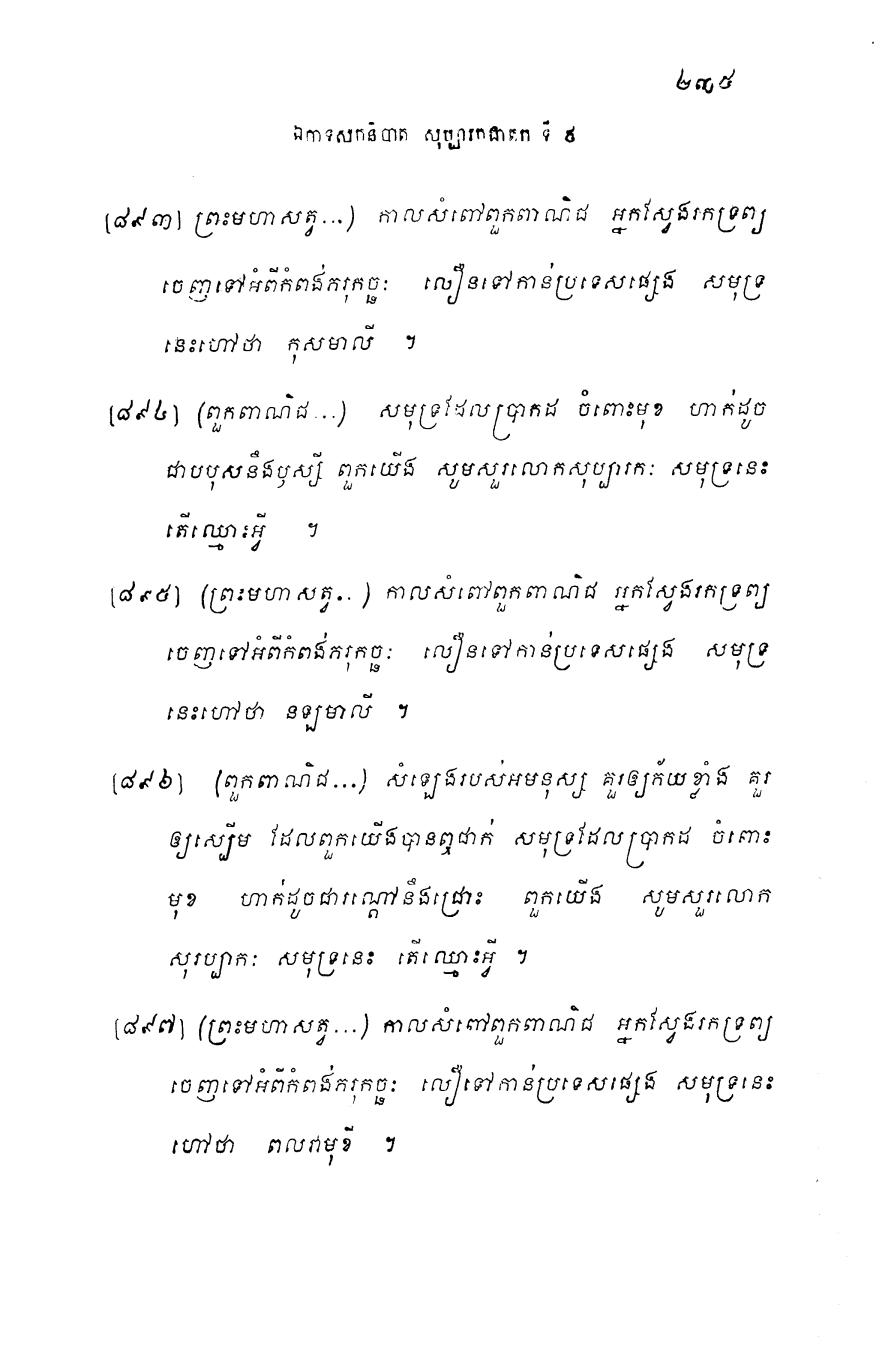 ២៩៥
ឯកាទសកនិបាត សុប្បារកជាតក ទី ៩
[៨៩៣] (ព្រះមហាសត្វ...) កាលសំពៅពួកពាណិជ អ្នកស្វែងរកទ្រព្យ
ចេញទៅអំពីកំពង់ភរុកច្ឆៈ លឿនទៅកាន់ប្រទេសផ្សេង សមុទ្រ
នេះហៅថា កុសមាលី ។
[៨៩៤] (ពួកពាណិជ...) សមុទ្រដែលប្រាកដ ចំពោះមុខ ហាក់ដូច
ជាបបុសនឹងឫស្សី ពួកយើង សូមសួរលោកសុប្បារកៈ សមុទ្រនេះ
តើឈ្មោះអ្វី ។
[៨៩៥] (ព្រះមហាសត្វ..) កាលសំពៅពួកពាណិជ អ្នកស្វែងរកទ្រព្យ
ចេញទៅអំពីកំពង់ភរុកច្ឆៈ លឿនទៅកាន់ប្រទេសផ្សេង សមុទ្រ
នេះហៅថា នឡមាលី ។
[៨៩៦] (ពួកពាណិជ...) សំឡេងរបស់អមនុស្ស គួរឲ្យភ័យខ្លាំង គួរ
ឲ្យស្បើម ដែលពួកយើងបានឮជាក់ សមុទ្រដែលប្រាកដ ចំពោះ
មុខ ហាក់ដូចជារណ្តៅនឹងជ្រោះ ពួកយើង សូមសួរលោក
សុរប្បាកៈ សមុទ្រនេះ តើឈ្មោះអ្វី ។
[៨៩៧] (ព្រះមហាសត្វ...) កាលសំពៅពួកពាណិជ អ្នកស្វែងរកទ្រព្យ
ចេញទៅអំពីកំពង់ភរុកច្ឆៈ លឿទៅកាន់ប្រទេសផ្សេង សមុទ្រនេះ
ហៅថា ពលវាមុខី ។